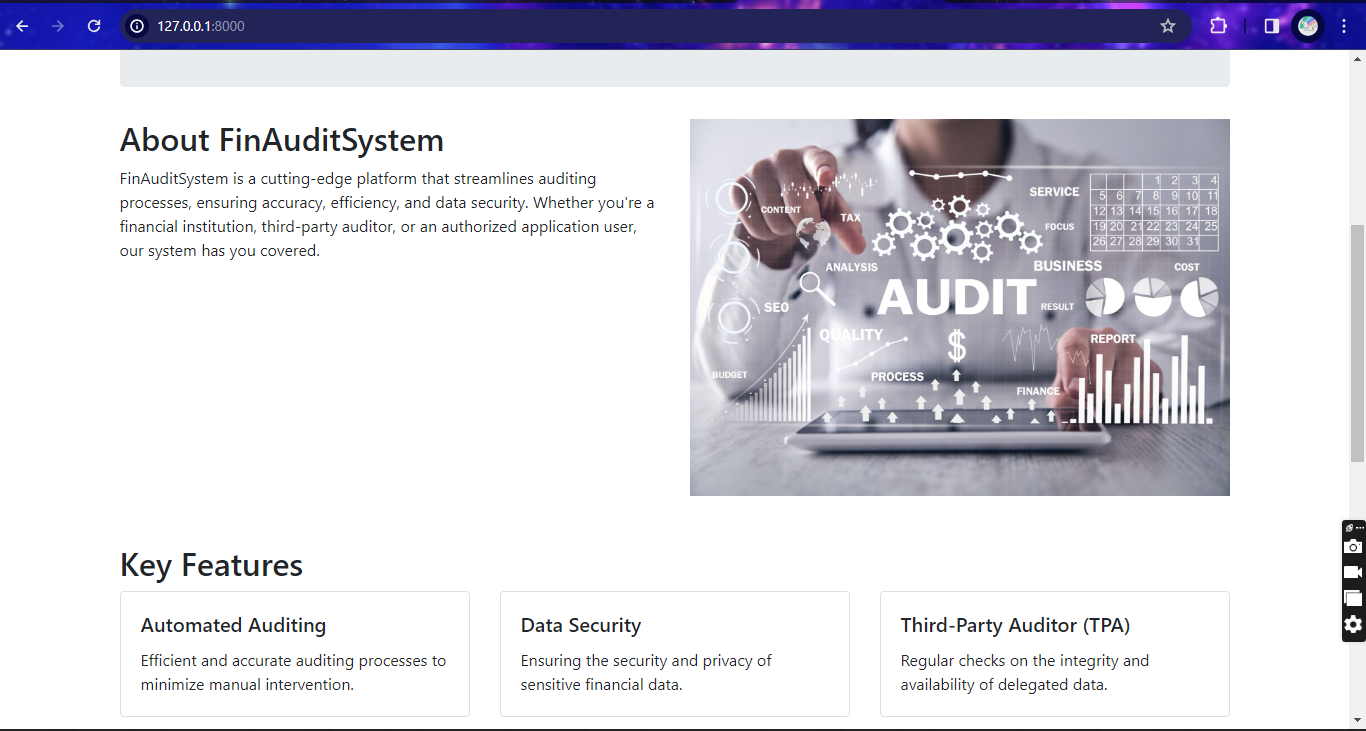 127.0.0.1:8000
About FinAuditSystem
FinAuditSystem is a cutting-edge platform that streamlines auditing
processes, ensuring accuracy, efficiency, and data security. Whether you're a
financial institution, third-party auditor, or an authorized application user,
our system has you covered.
SERVICE
1 2 3 4
5 6 7 8 9 10 11
12 13 14 15 16 17 18
19 20 21 22 23 24 25
26 27 28 29 30 31
CONTENT
TAX
FOCUS
ANALYSIS
BUSINESS
COST
SEO
AUDIT
RESULT
QUALITY
$
REPORT
BUDGET
PROCESS
FINANCE
Key Features
Automated Auditing
Efficient and accurate auditing processes to
minimize manual intervention.
Data Security
Ensuring the security and privacy of
sensitive financial data.
Third-Party Auditor (TPA)
Regular checks on the integrity and
availability of delegated data.